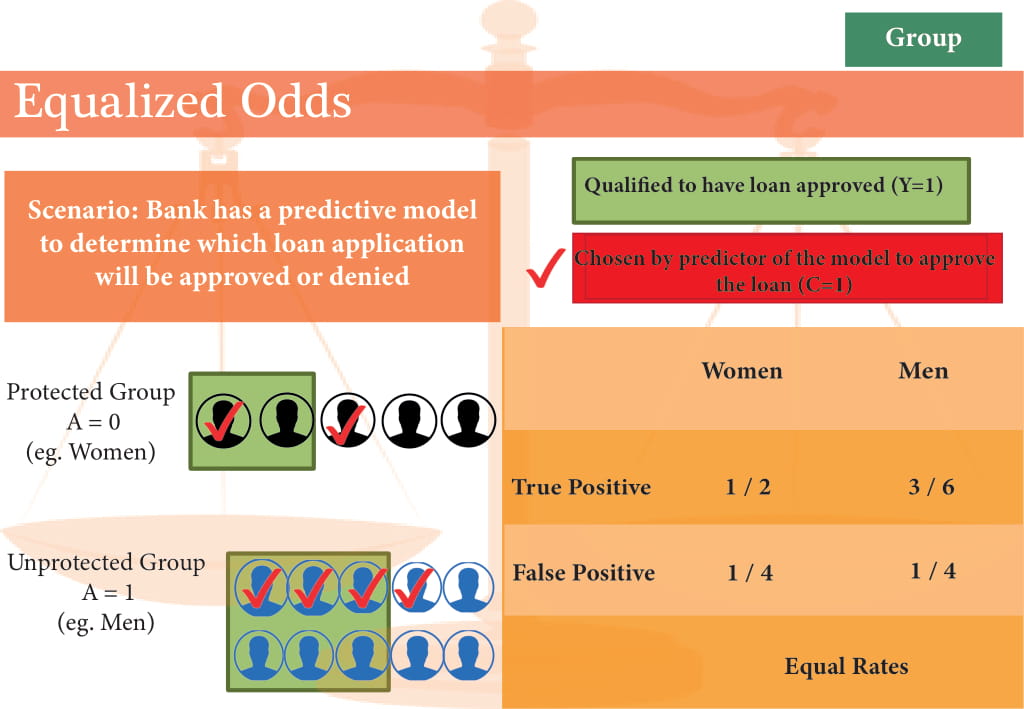 Group
Equalized Odds
Scenario: Bank has a predictive model
to determine which loan application
will be approved or denied
Qualified to have loan approved (Y=1)
Chosen by predictor of the model to approve
the loan (C=1)
Protected Group
A = 0
(eg. Women)
Unprotected Group
A = 1
(eg. Men)
Women Men
True Positive 1 / 2 3 / 6
False Positive 1 / 4 1 / 4
Equal Rates